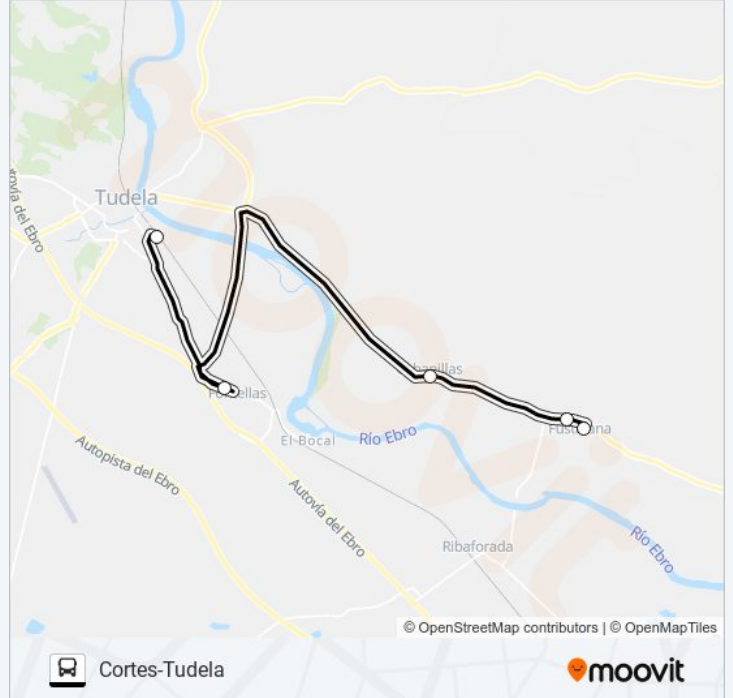 Tudela
Autovía del Ebro
El Bocal
Río Ebro
Autopista del Ebro
Autovía del Ebro
Ribaforada
Río Ebro
© OpenStreetMap contributors | © OpenMapTiles
Cortes-Tudela
moovit